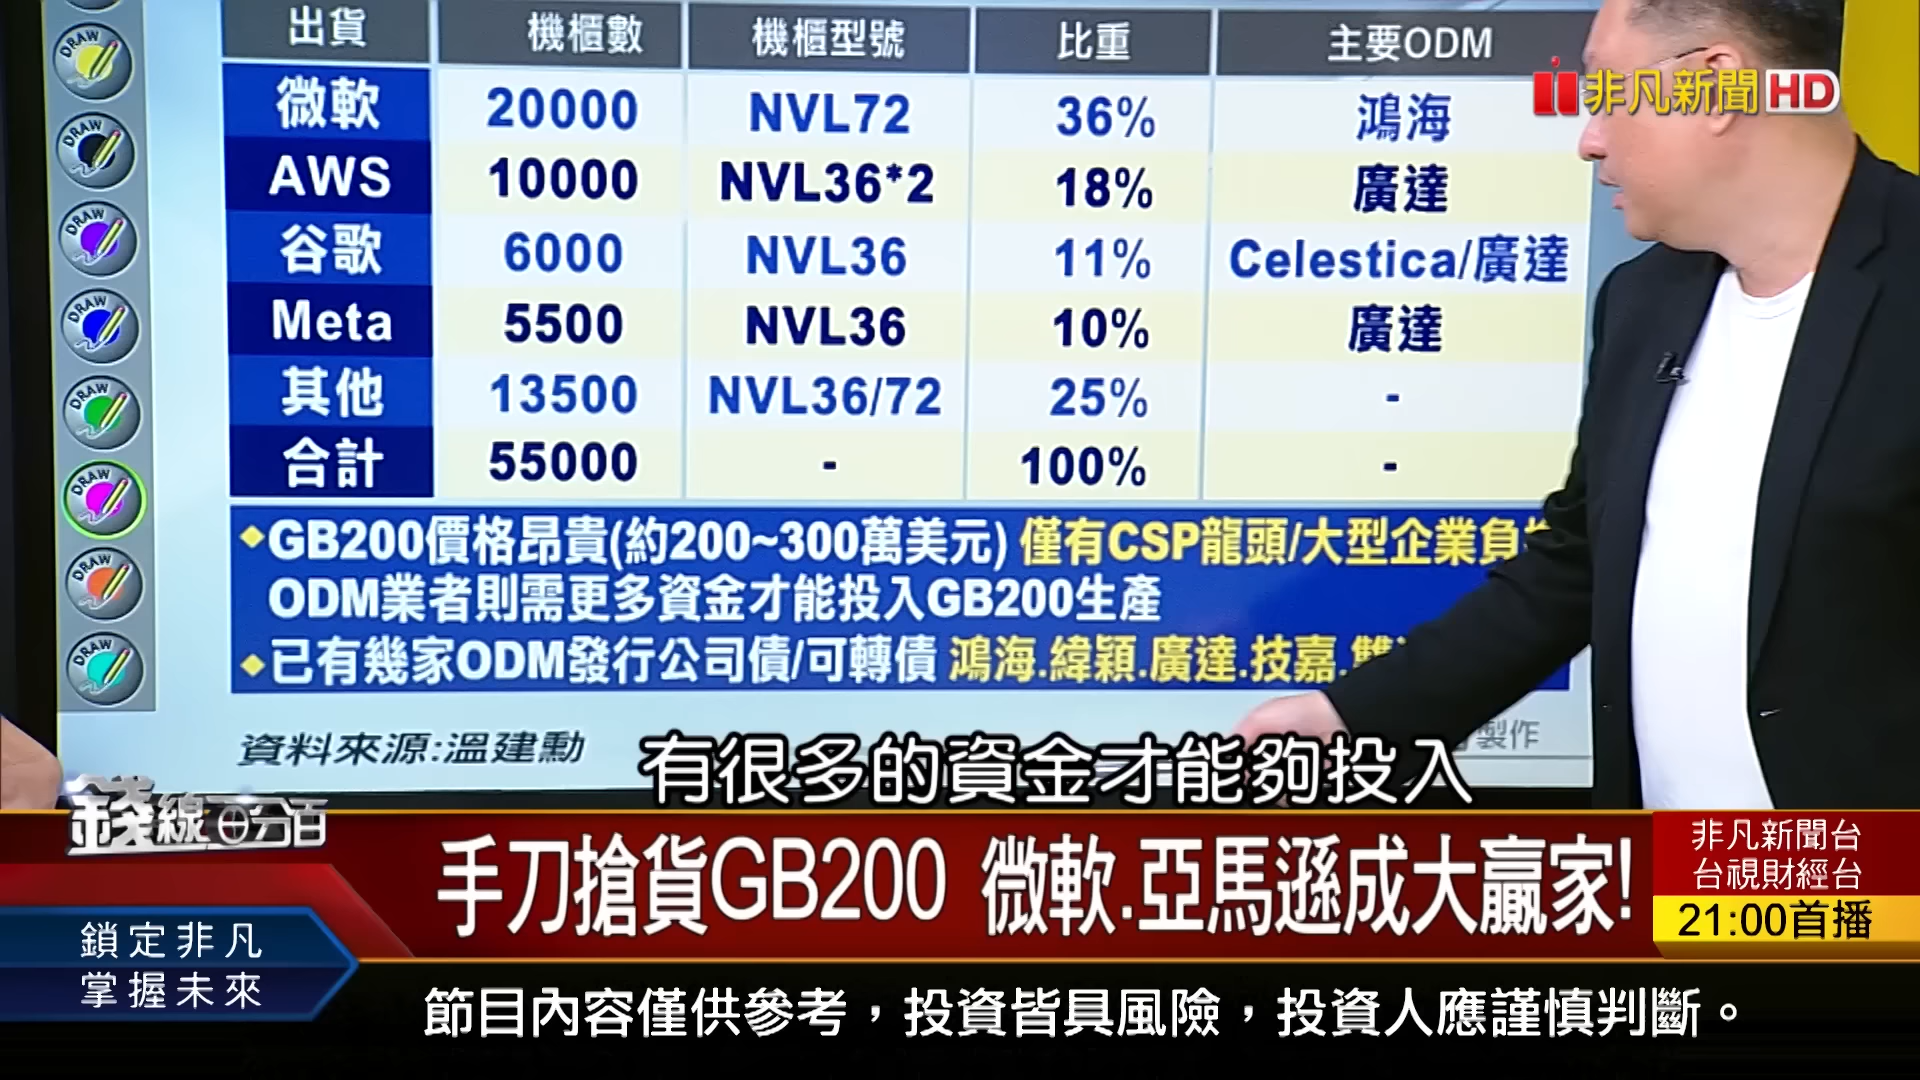 DRAW
DRAW
DRAW
DRAW
DRAW
DRAW
DRAW
DRAW
出貨 機櫃數 機櫃型號 比重 主要ODM
微軟 20000 NVL72 36% 鴻海
AWS 10000 NVL36*2 18% 廣達
谷歌 6000 NVL36 11% Celestica/廣達
Meta 5500 NVL36 10% 廣達
其他 13500 NVL36/72 25% -
合計 55000 - 100% -
非凡新聞HD
◆GB200價格昂貴(約200~300萬美元) 僅有CSP龍頭/大型企業負
ODM業者則需更多資金才能投入GB200生產
◆已有幾家ODM發行公司債/可轉債 鴻海.緯穎.廣達.技嘉.
資料來源:溫建勳
製作
有很多的資金才能夠投入
錢線百分百
手刀搶貨GB200 微軟.亞馬遜成大贏家!
非凡新聞台
台視財經台
21:00首播
鎖定非凡
掌握未來
節目內容僅供參考，投資皆具風險，投資人應謹慎判斷。